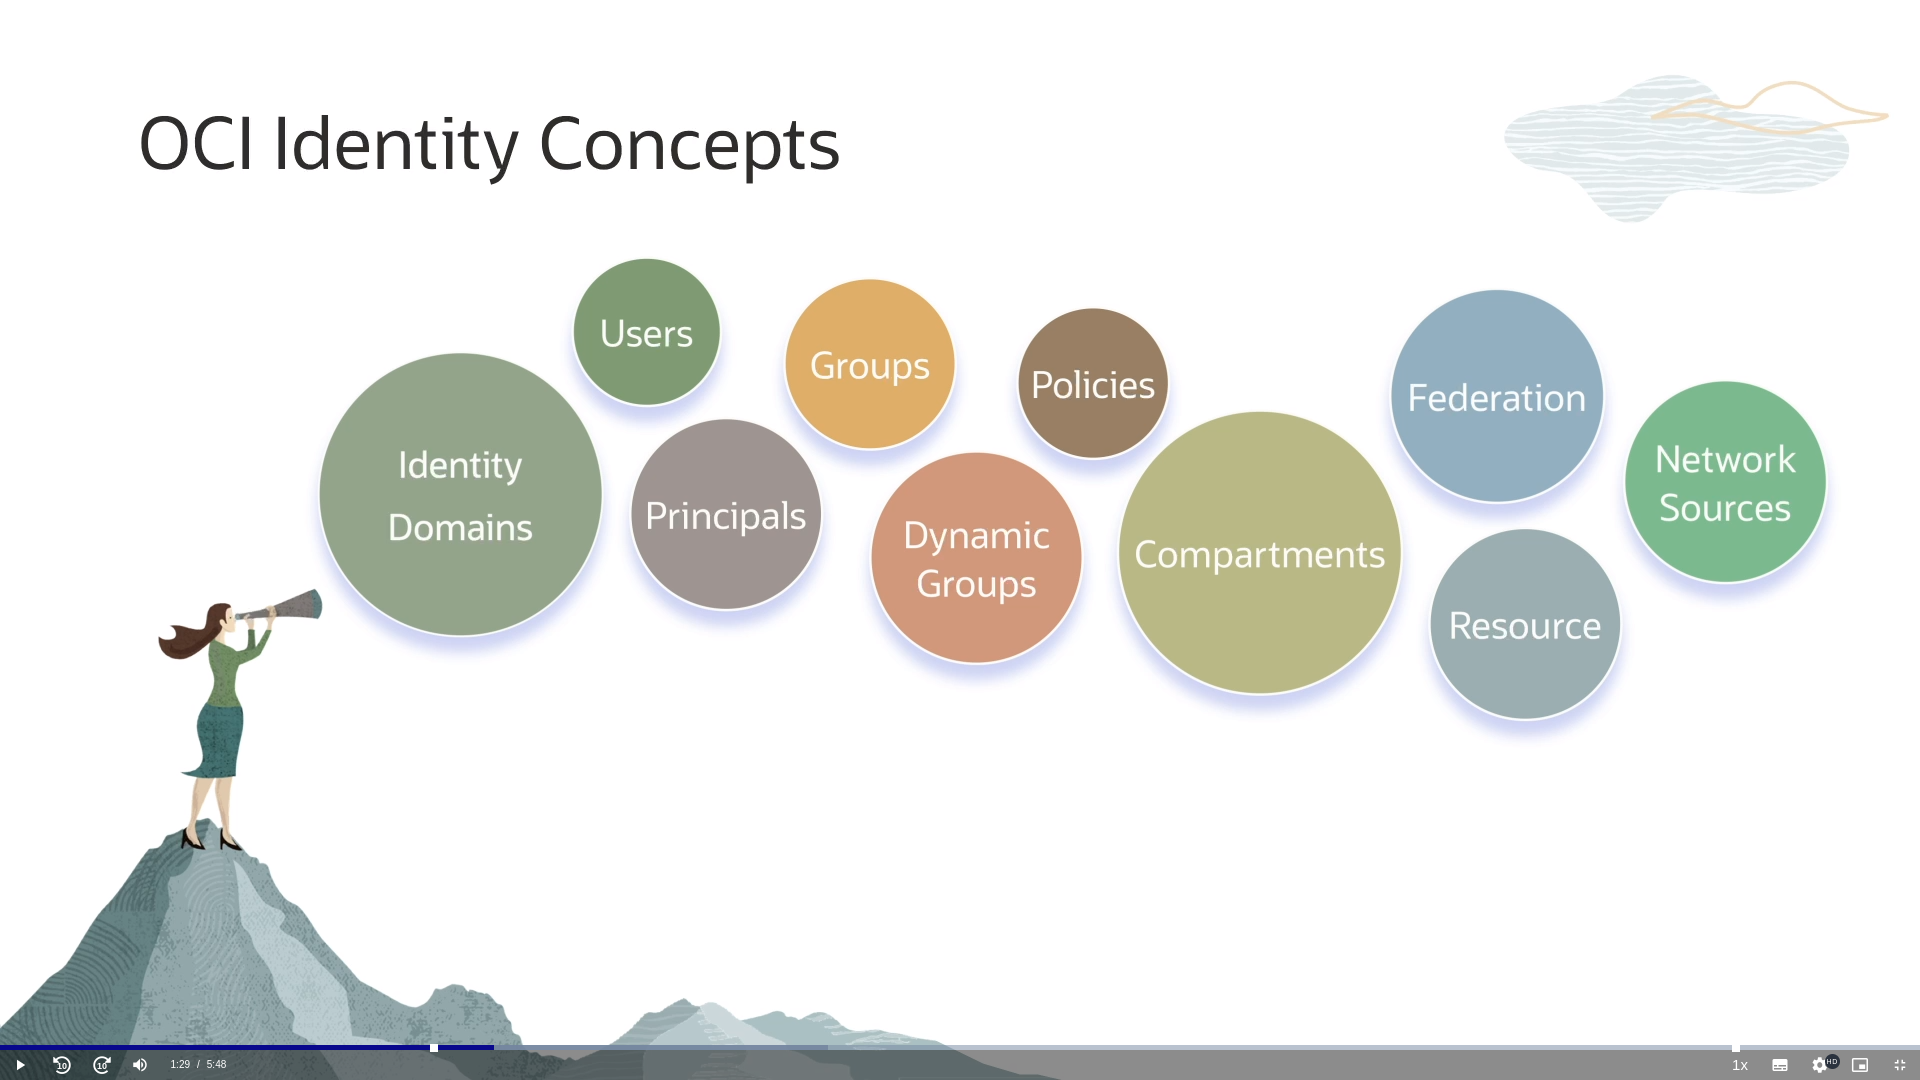 OCI Identity Concepts
Users
Groups
Policies
Federation
Identity
Domains
Principals
Dynamic
Groups
Compartments
Network
Sources
Resource
10
10
1:29 / 5:48
1x
HD